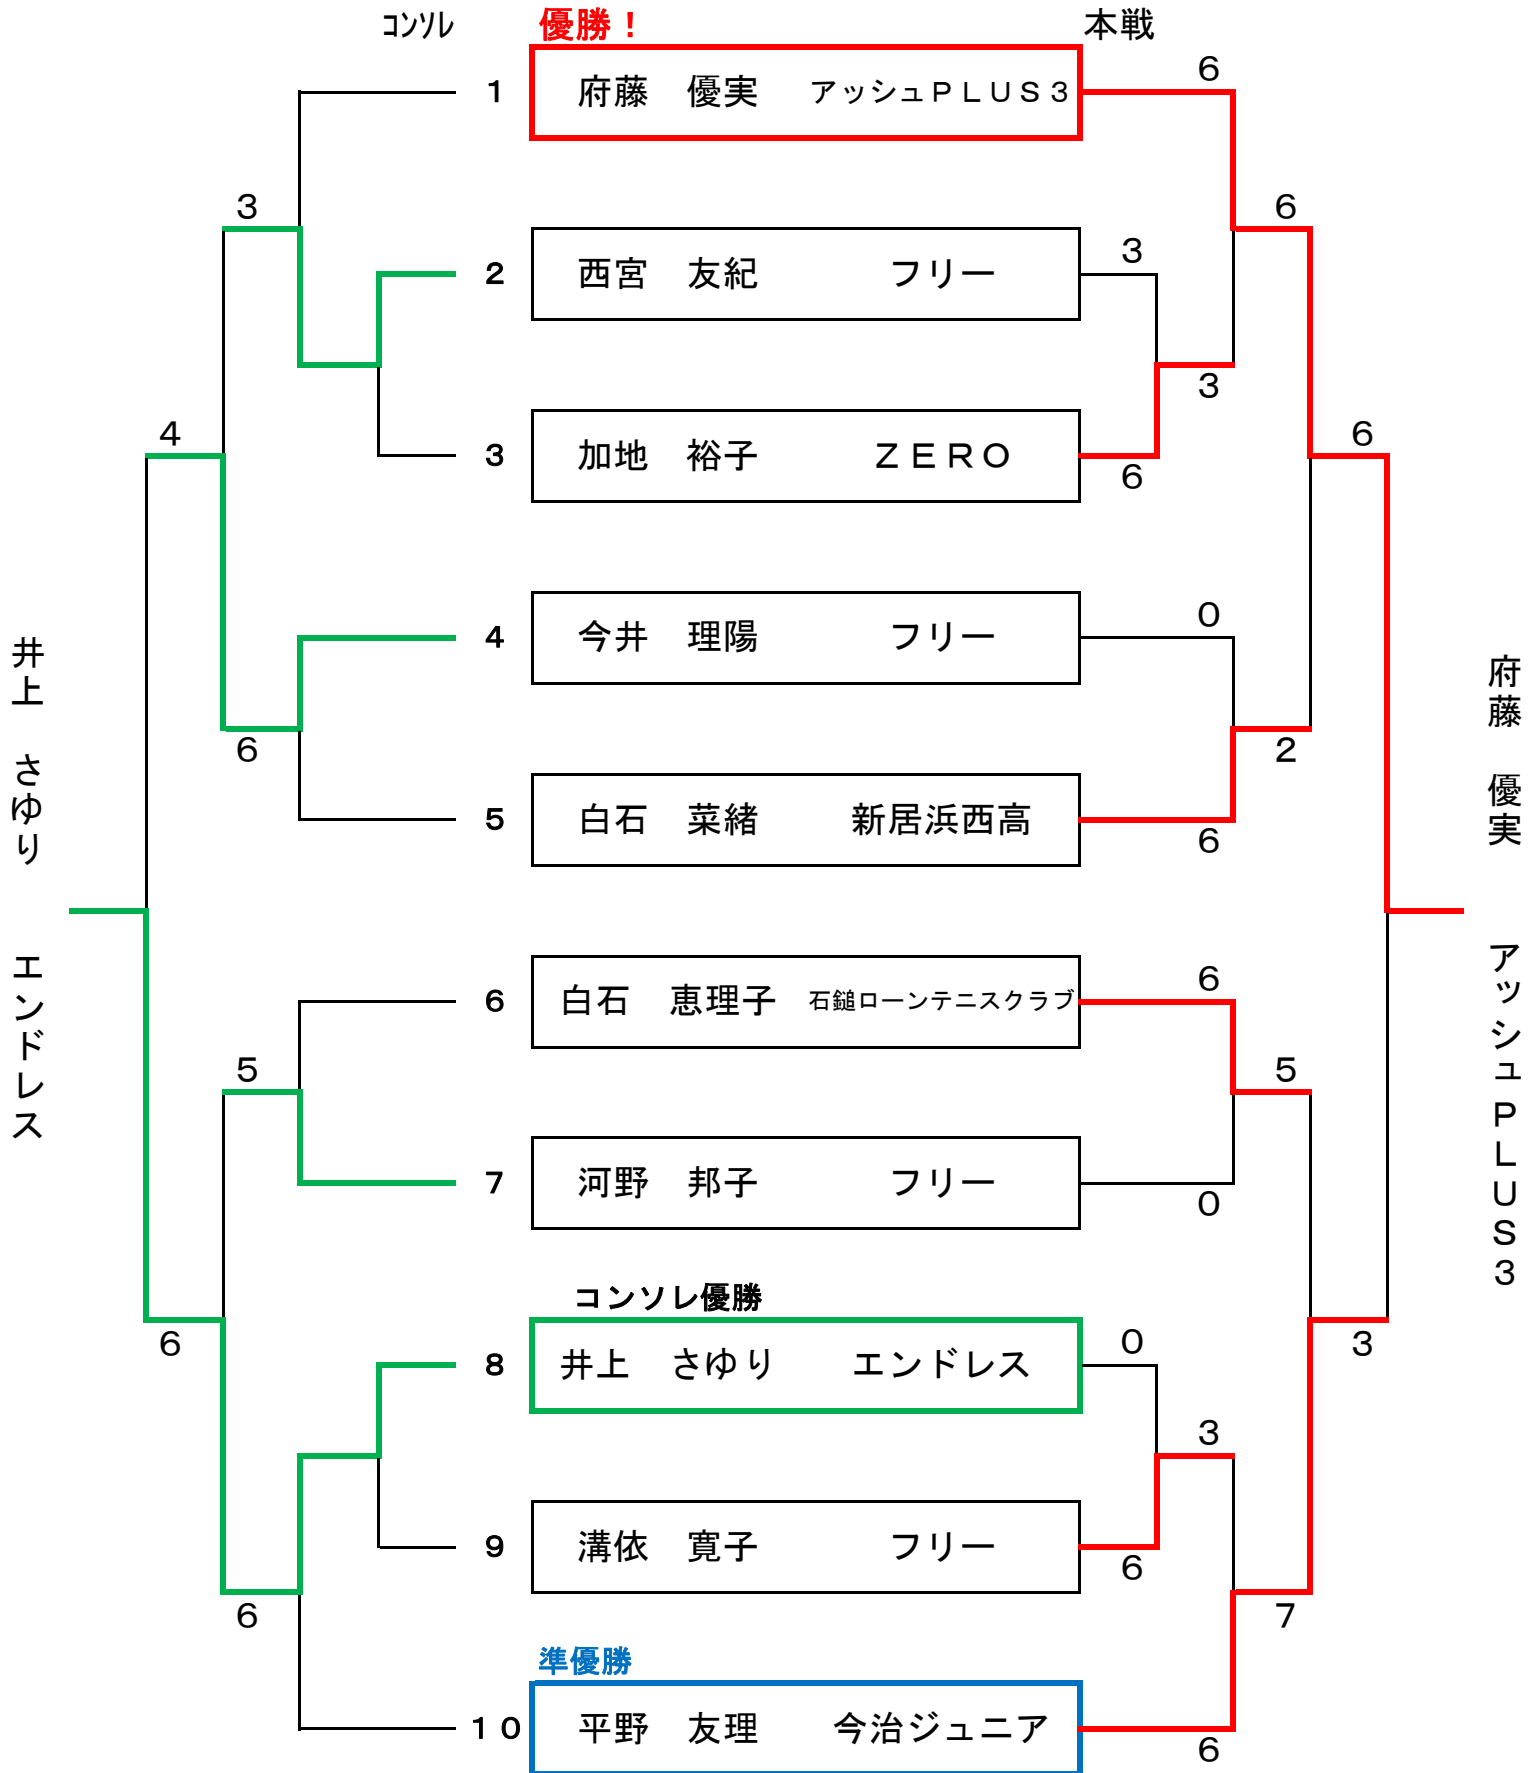 コンソレ 優勝！ 本戦
6
1 府藤 優実 アッシュＰＬＵＳ３
3 6
3
2 西宮 友紀 フリー
3
4 6
3 加地 裕子 ＺＥＲＯ
6
0
4 今井 理陽 フリー
6 2
5 白石 菜緒 新居浜西高
6
井上 さゆり エンドレス
府藤 優実 アッシュＰＬＵＳ３
6
6 白石 恵理子 石鎚ローンテニスクラブ
5 5
7 河野 邦子 フリー
0
コンソレ優勝
6 0 3
8 井上 さゆり エンドレス
3
9 溝依 寛子 フリー
6
6 7
準優勝
１０ 平野 友理 今治ジュニア
6